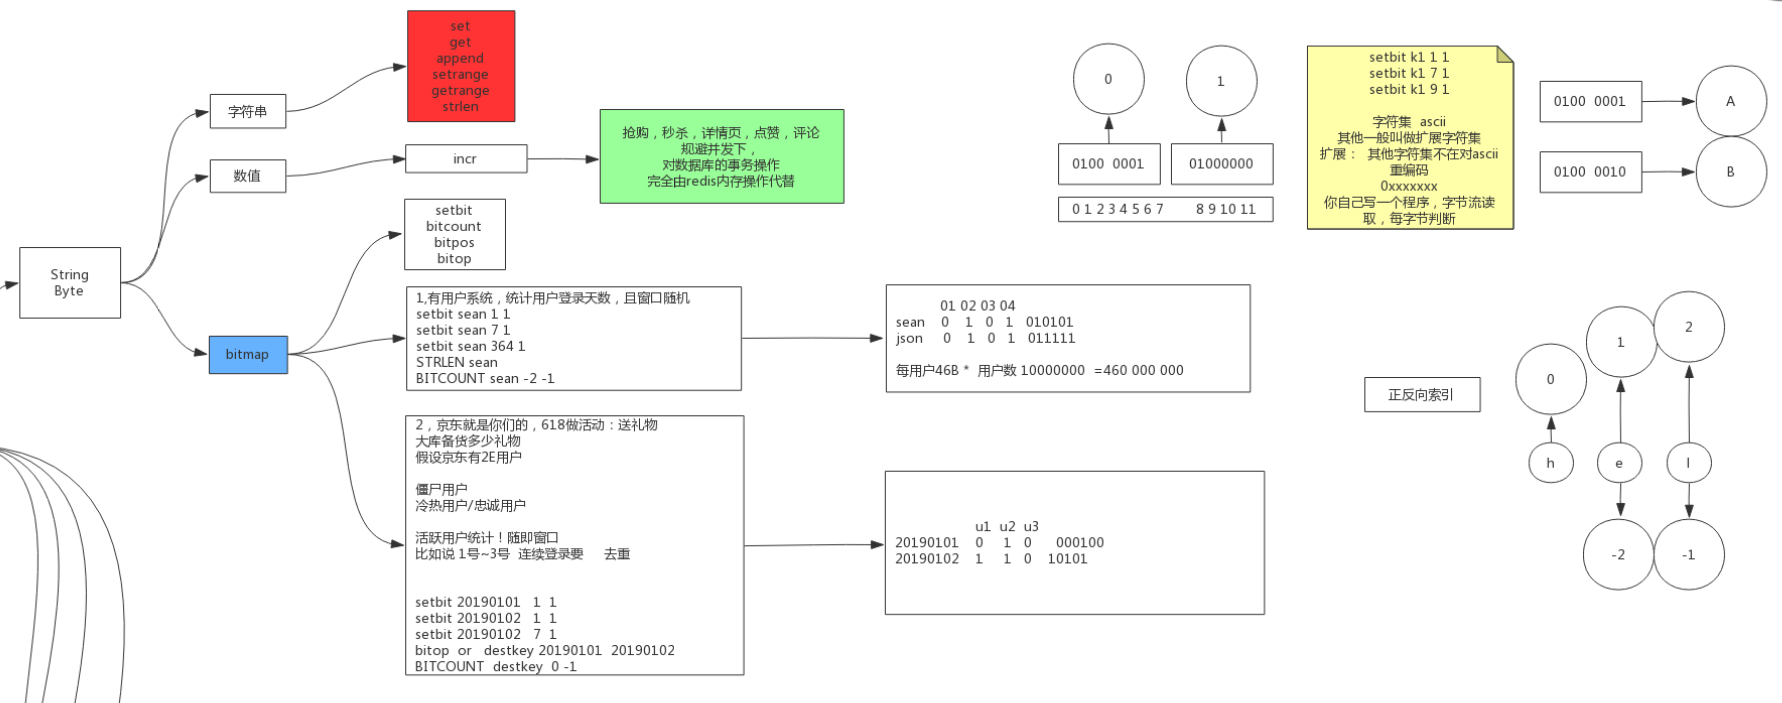 String
Byte
字符串
数值
bitmap
set
get
append
setrange
getrange
strlen
incr
抢购，秒杀，详情页，点赞，评论
规避并发下，
对数据库的事务操作
完全由redis内存操作代替
setbit
bitcount
bitpos
bitop
1,有用户系统，统计用户登录天数，且窗口随机
setbit sean 1 1
setbit sean 7 1
setbit sean 364 1
STRLEN sean
BITCOUNT sean -2 -1
01 02 03 04
sean 0 1 0 1 010101
json 0 1 0 1 011111
每用户46B * 用户数 10000000 =460 000 000
2，京东就是你们的，618做活动：送礼物
大库备货多少礼物
假设京东有2E用户
僵尸用户
冷热用户/忠诚用户
活跃用户统计！随即窗口
比如说 1号~3号 连续登录要 去重
setbit 20190101 1 1
setbit 20190102 1 1
setbit 20190102 7 1
bitop or destkey 20190101 20190102
BITCOUNT destkey 0 -1
u1 u2 u3
20190101 0 1 0 000100
20190102 1 1 0 10101
0
1
0100 0001
01000000
0 1 2 3 4 5 6 7 8 9 10 11
setbit k1 1 1
setbit k1 7 1
setbit k1 9 1
字符集 ascii
其他一般叫做扩展字符集
扩展： 其他字符集不在对ascii
重编码
0xxxxxxx
你自己写一个程序，字节流读
取，每字节判断
0100 0001
A
0100 0010
B
正反向索引
0
1
2
h
e
l
-2
-1